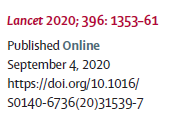 Lancet 2020; 396: 1353–61
Published Online
September 4, 2020
https://doi.org/10.1016/
S0140-6736(20)31539-7